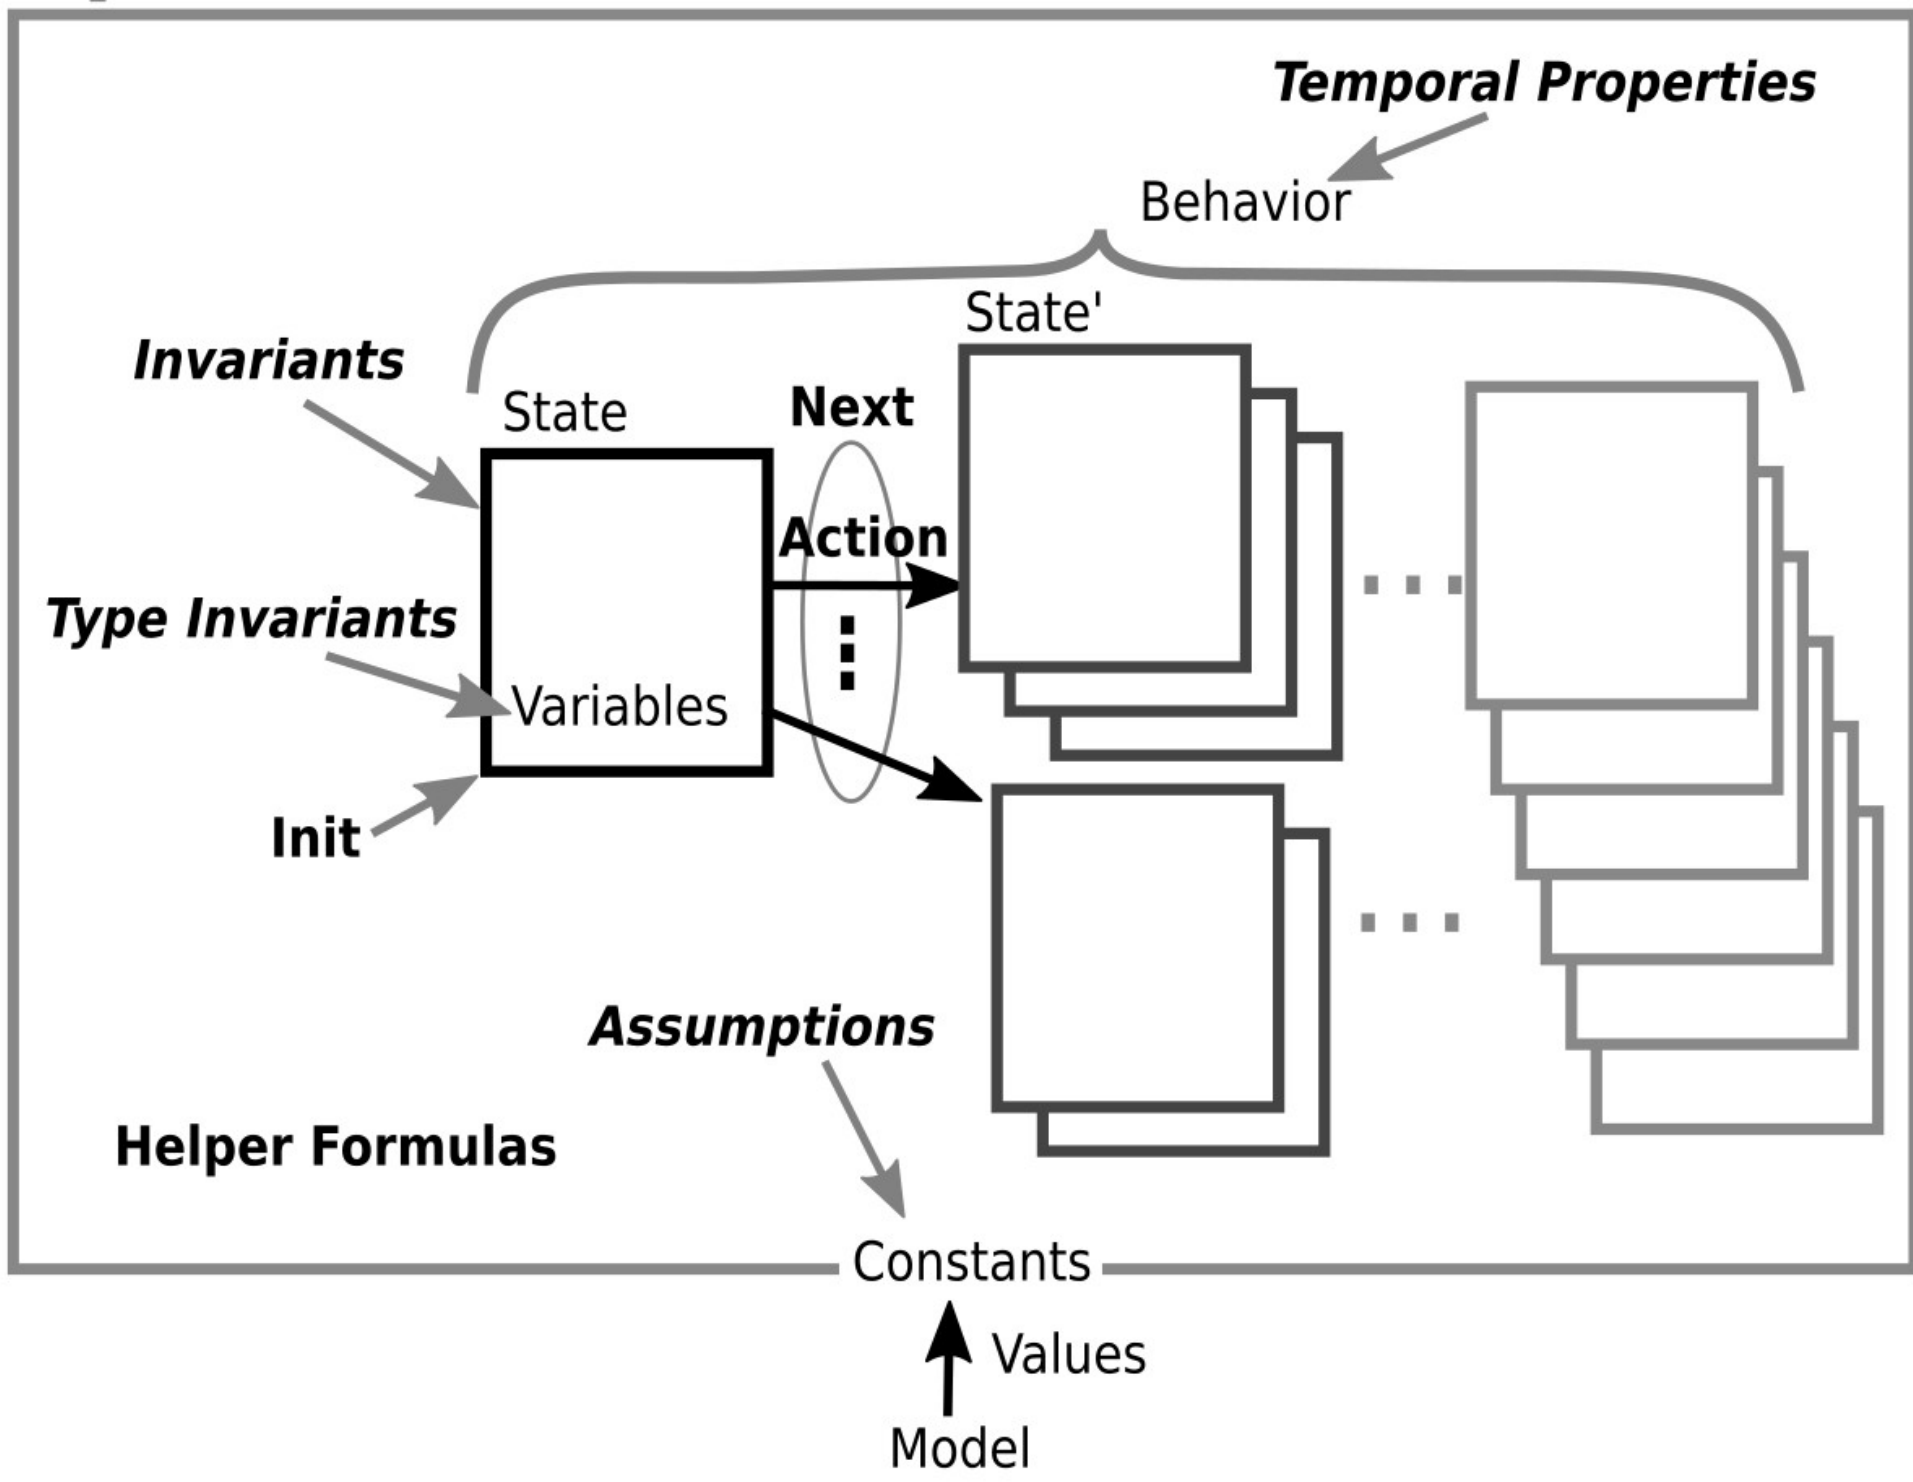 Temporal Properties
Behavior
State'
Invariants
State
Next
Action
Type Invariants
Variables
Init
Assumptions
Helper Formulas
Constants
Values
Model